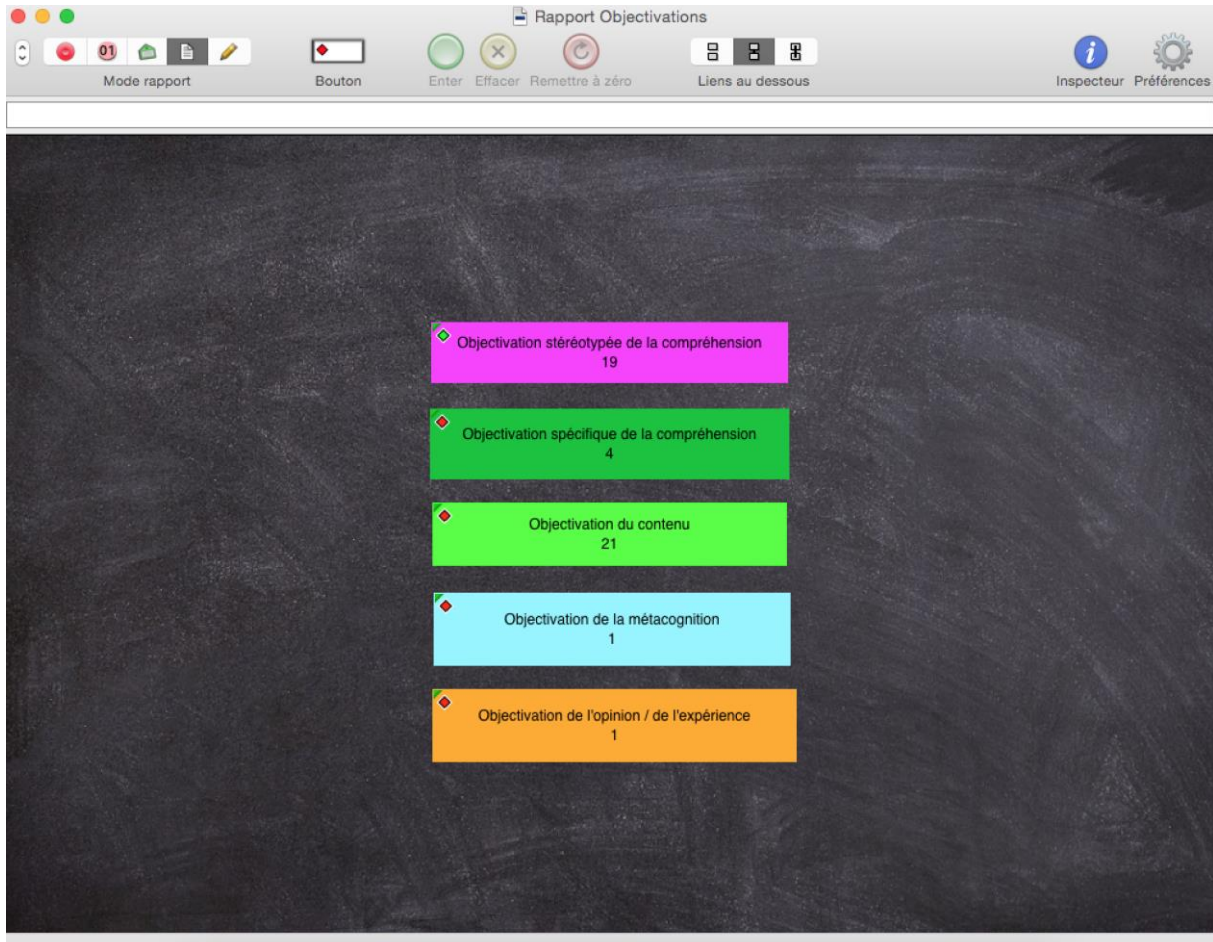 Rapport Objectivations
01
Mode rapport
Bouton
Enter
Effacer
Remettre à zéro
Liens au dessous
Inspecteur
Préférences
Objectivation stéréotypée de la compréhension
19
Objectivation spécifique de la compréhension
4
Objectivation du contenu
21
Objectivation de la métacognition
1
Objectivation de l'opinion / de l'expérience
1